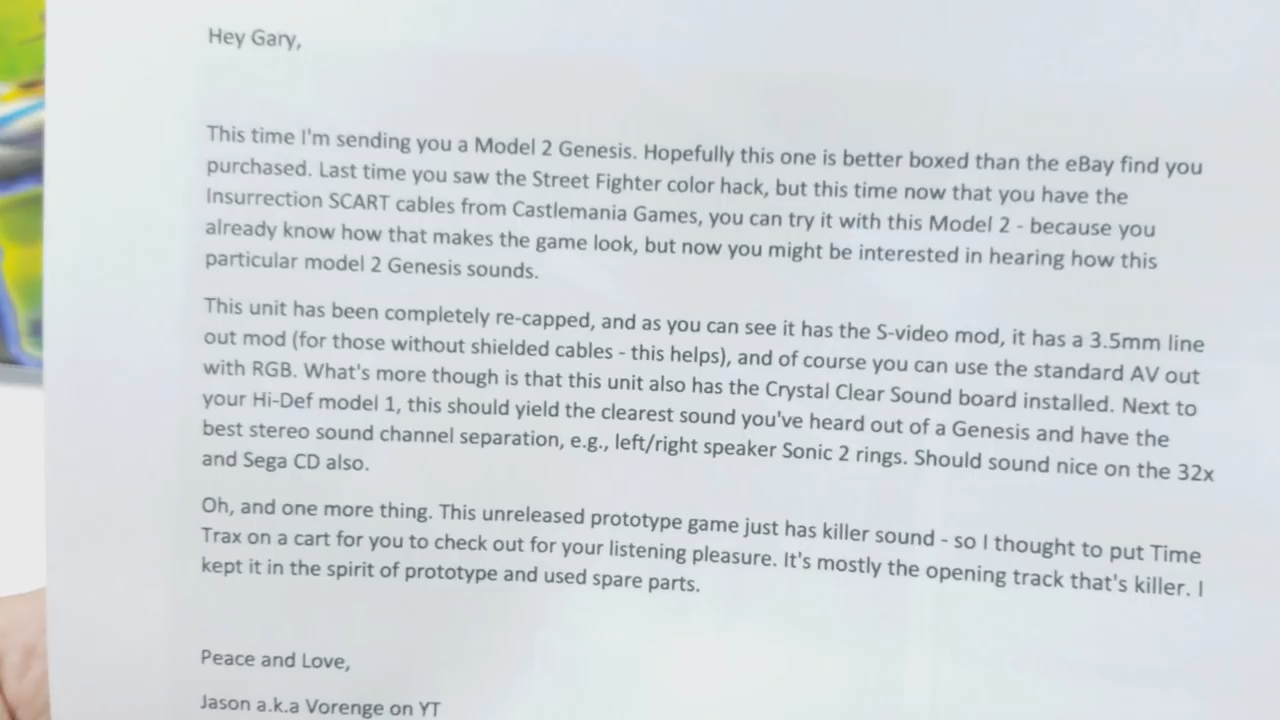 Hey Gary,
This time I'm sending you a Model 2 Genesis. Hopefully this one is better boxed than the eBay find you
purchased. Last time you saw the Street Fighter color hack, but this time now that you have the
Insurrection SCART cables from Castlemania Games, you can try it with this Model 2 - because you
already know how that makes the game look, but now you might be interested in hearing how this
particular model 2 Genesis sounds.
This unit has been completely re-capped, and as you can see it has the S-video mod, it has a 3.5mm line
out mod (for those without shielded cables - this helps), and of course you can use the standard AV out
with RGB. What's more though is that this unit also has the Crystal Clear Sound board installed. Next to
your Hi-Def model 1, this should yield the clearest sound you've heard out of a Genesis and have the
best stereo sound channel separation, e.g., left/right speaker Sonic 2 rings. Should sound nice on the 32x
and Sega CD also.
Oh, and one more thing. This unreleased prototype game just has killer sound - so I thought to put Time
Trax on a cart for you to check out for your listening pleasure. It's mostly the opening track that's killer. I
kept it in the spirit of prototype and used spare parts.
Peace and Love,
Jason a.k.a Vorenge on YT